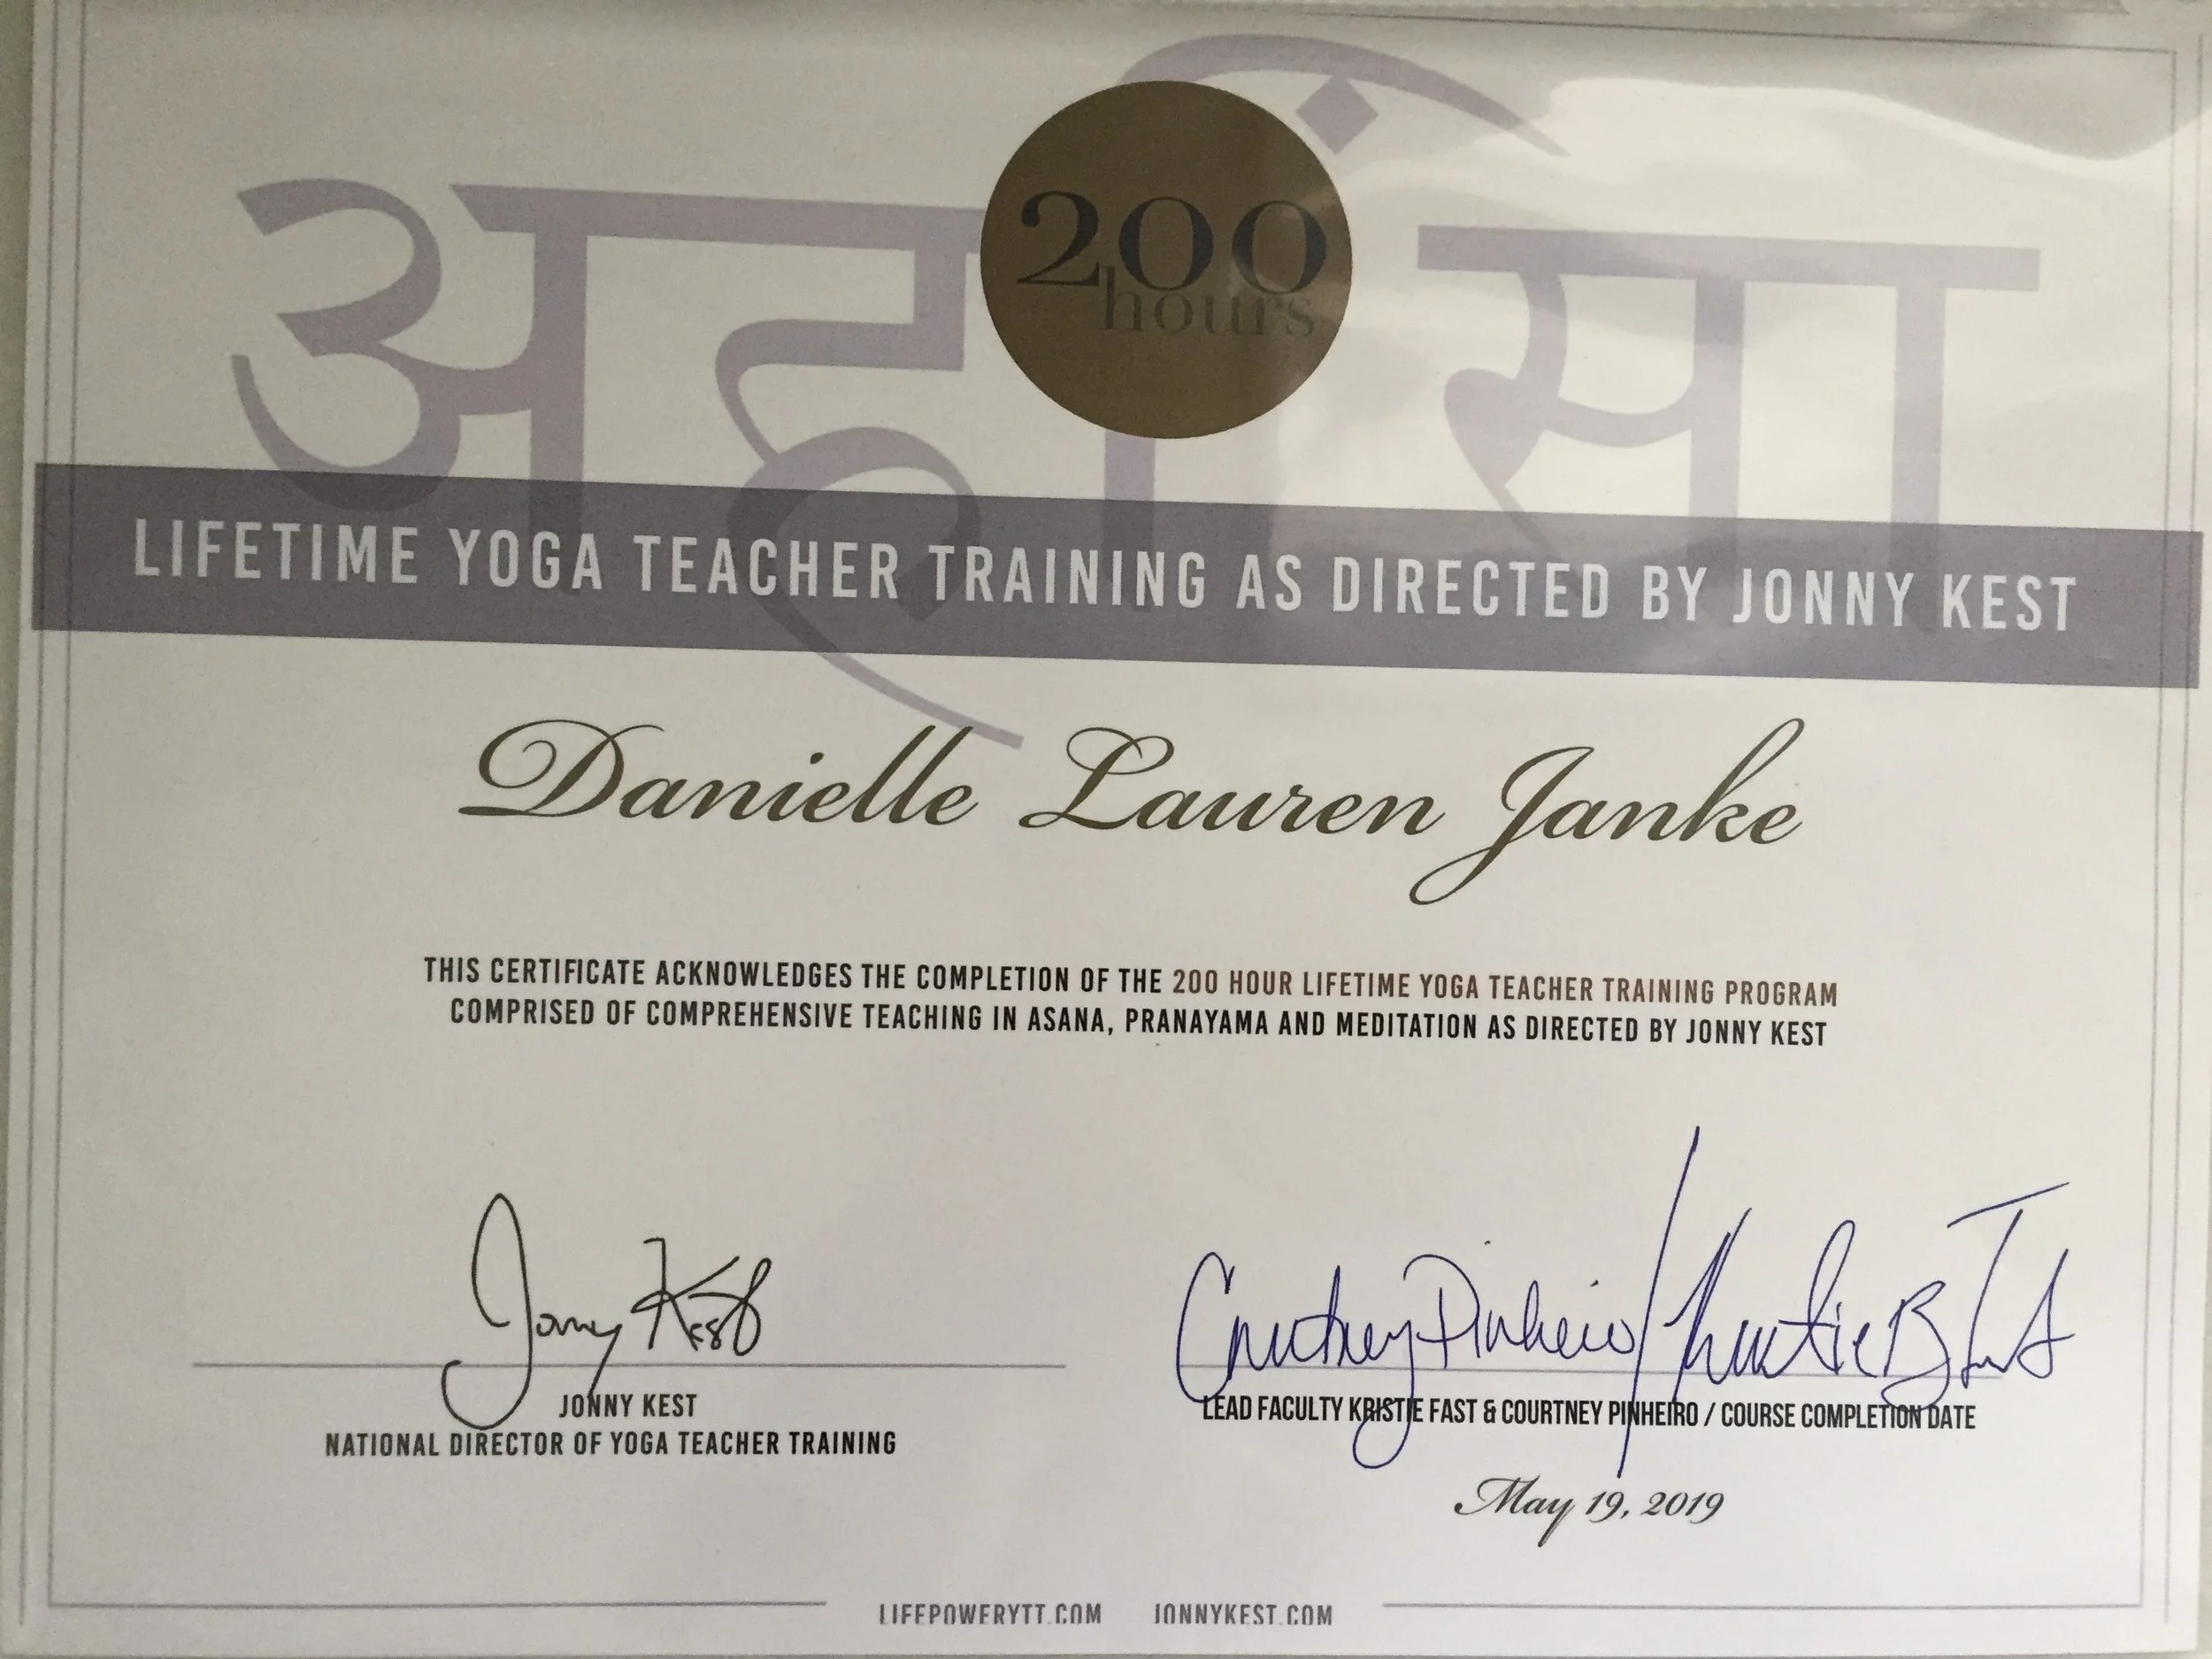 अहींसा
200
hours
LIFETIME YOGA TEACHER TRAINING AS DIRECTED BY JONNY KEST
Danielle Lauren Janke
THIS CERTIFICATE ACKNOWLEDGES THE COMPLETION OF THE 200 HOUR LIFETIME YOGA TEACHER TRAINING PROGRAM
COMPRISED OF COMPREHENSIVE TEACHING IN ASANA, PRANAYAMA AND MEDITATION AS DIRECTED BY JONNY KEST
Jonny Kest
JONNY KEST
NATIONAL DIRECTOR OF YOGA TEACHER TRAINING
Courtney Pinheiro / Kristie B Fast
LEAD FACULTY KRISTIE FAST & COURTNEY PINHEIRO / COURSE COMPLETION DATE
May 19, 2019
LIFEPOWERYTT.COM JONNYKEST.COM